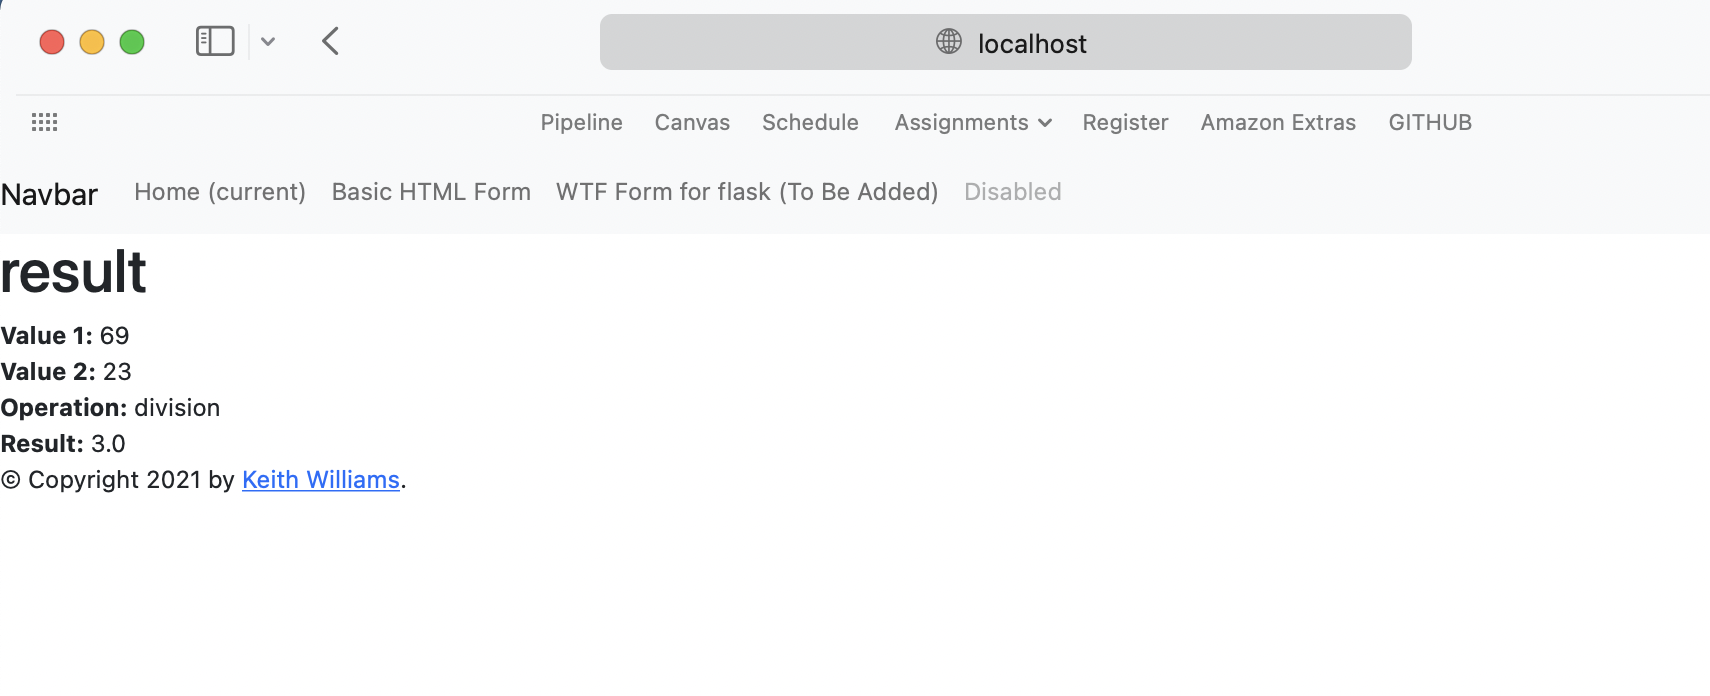 localhost
Pipeline Canvas Schedule Assignments Register Amazon Extras GITHUB
Navbar Home (current) Basic HTML Form WTF Form for flask (To Be Added) Disabled
result
Value 1: 69
Value 2: 23
Operation: division
Result: 3.0
© Copyright 2021 by Keith Williams.